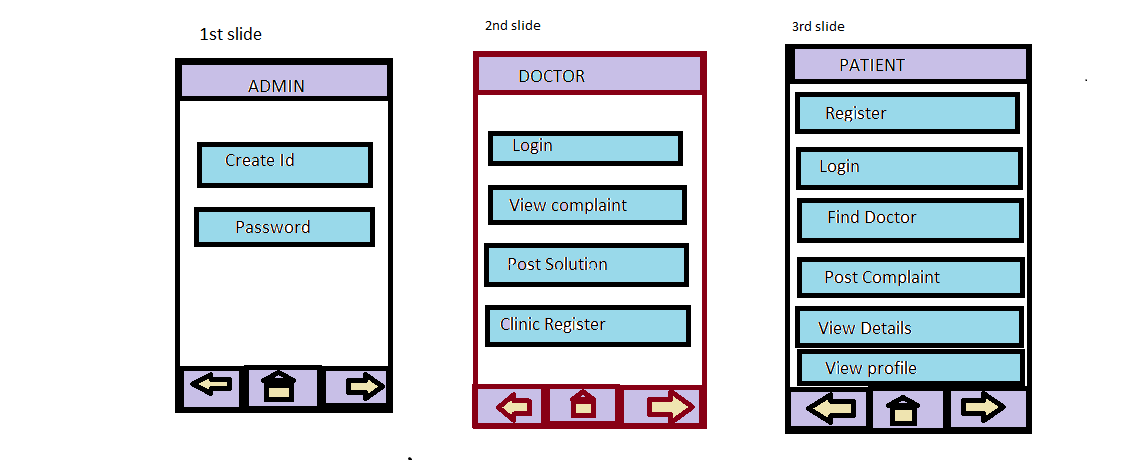 1st slide
ADMIN
Create Id
Password
2nd slide
DOCTOR
Login
View complaint
Post Solution
Clinic Register
3rd slide
PATIENT
Register
Login
Find Doctor
Post Complaint
View Details
View profile